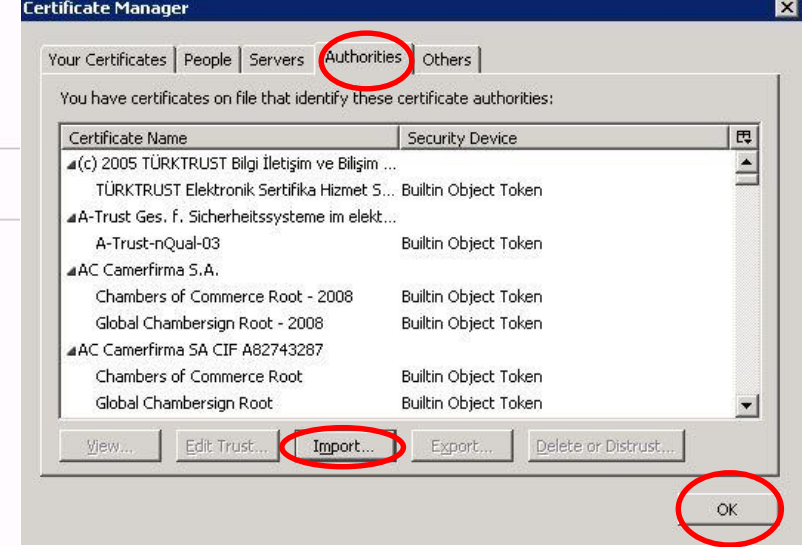 Certificate Manager
Your Certificates People Servers Authorities Others
You have certificates on file that identify these certificate authorities:
Certificate Name Security Device
(c) 2005 TÜRKTRUST Bilgi İletişim ve Bilişim ...
TÜRKTRUST Elektronik Sertifika Hizmet S... Builtin Object Token
A-Trust Ges. f. Sicherheitssysteme im elekt...
A-Trust-nQual-03 Builtin Object Token
AC Camerfirma S.A.
Chambers of Commerce Root - 2008 Builtin Object Token
Global Chambersign Root - 2008 Builtin Object Token
AC Camerfirma SA CIF A82743287
Chambers of Commerce Root Builtin Object Token
Global Chambersign Root Builtin Object Token
View... Edit Trust... Import... Export... Delete or Distrust...
OK